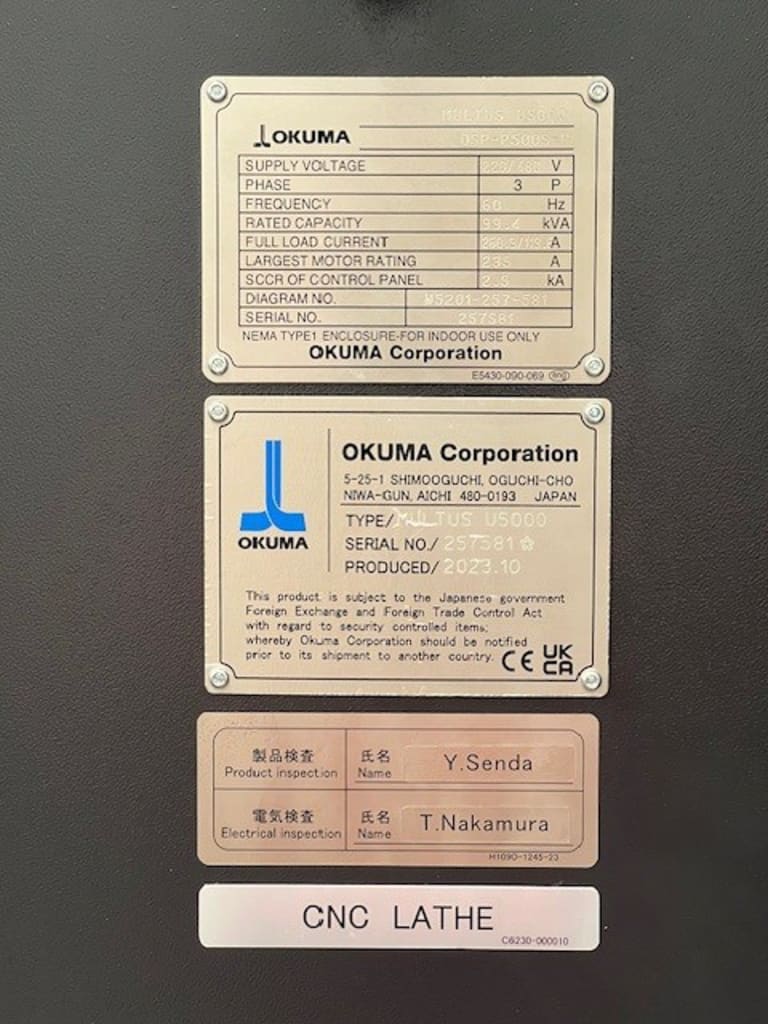 OKUMA
MULTUS U5000
OSP-P500S
SUPPLY VOLTAGE 220/480 V
PHASE 3 P
FREQUENCY 60 Hz
RATED CAPACITY kVA
FULL LOAD CURRENT A
LARGEST MOTOR RATING A
SCCR OF CONTROL PANEL kA
DIAGRAM NO. M5201-257-581
SERIAL NO. 257581
NEMA TYPE1 ENCLOSURE-FOR INDOOR USE ONLY
OKUMA Corporation
E5430-090-069 eng
OKUMA
OKUMA Corporation
5-25-1 SHIMOOGUCHI, OGUCHI-CHO
NIWA-GUN, AICHI 480-0193 JAPAN
TYPE/MULTUS U5000
SERIAL NO./257581
PRODUCED/2023.10
This product is subject to the Japanese government
Foreign Exchange and Foreign Trade Control Act
with regard to security controlled items;
whereby Okuma Corporation should be notified
prior to its shipment to another country.
CE UK
CA
製品検査 氏名 Y.Senda
Product inspection Name
電気検査 氏名 T.Nakamura
Electrical inspection Name
H1090-1245-23
CNC LATHE
C6230-000010